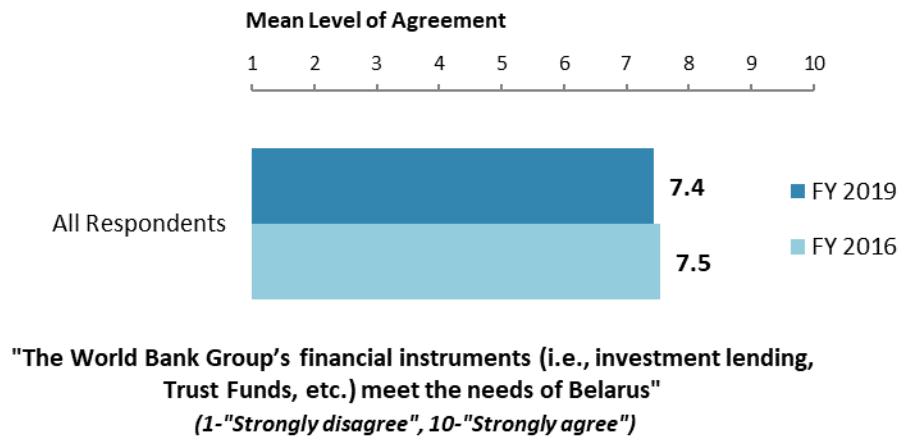 Mean Level of Agreement
1 2 3 4 5 6 7 8 9 10
All Respondents
7.4
7.5
FY 2019
FY 2016
"The World Bank Group’s financial instruments (i.e., investment lending,
Trust Funds, etc.) meet the needs of Belarus"
(1-"Strongly disagree", 10-"Strongly agree")